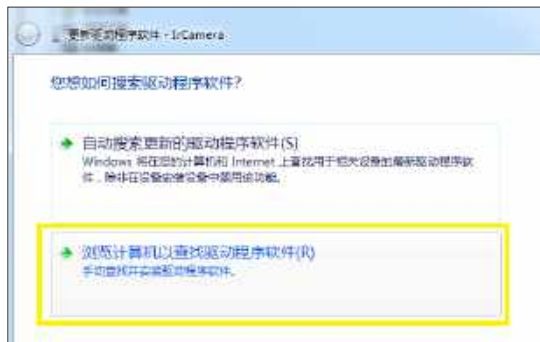 更新驱动程序软件 - IrCamera
您想如何搜索驱动程序软件?
自动搜索更新的驱动程序软件(S)
Windows 将在您的计算机和 Internet 上查找用于相关设备的最新驱动程序软
件，除非在设备安装设置中禁用该功能。
浏览计算机以查找驱动程序软件(R)
手动查找并安装驱动程序软件。